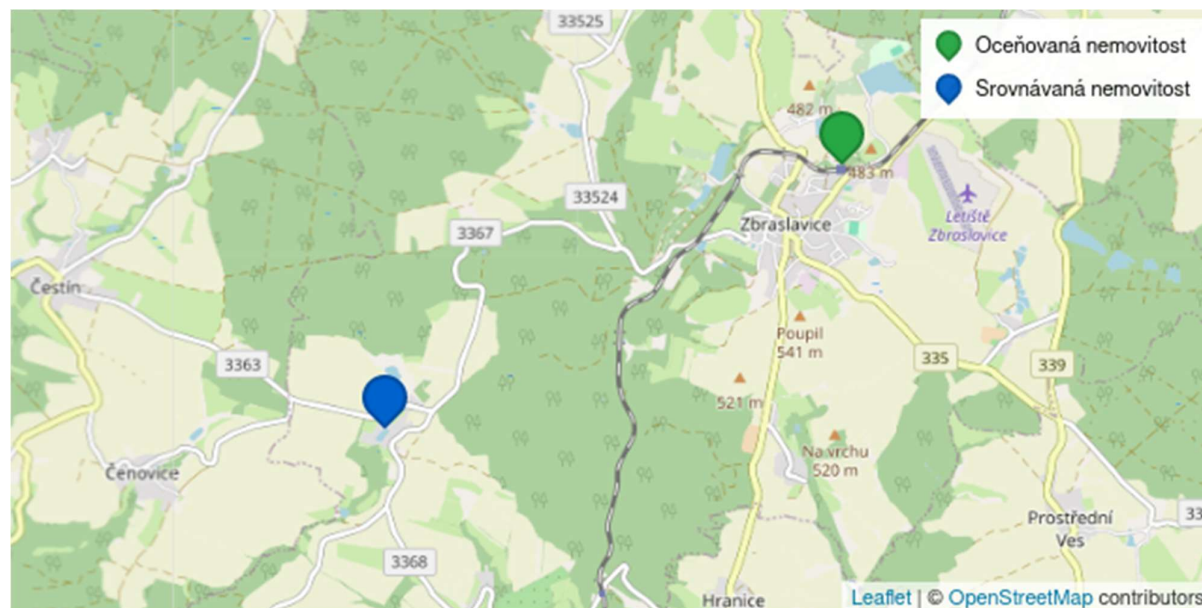 33525
Oceňovaná nemovitost
Srovnávaná nemovitost
482 m
483 m
33524
Letiště
Zbraslavice
Zbraslavice
3367
Čestín
Poupil
541 m
3363
335
339
521 m
Na vrchu
520 m
Čenovice
Prostřední
Ves
33
3368
Hranice
Leaflet | © OpenStreetMap contributors